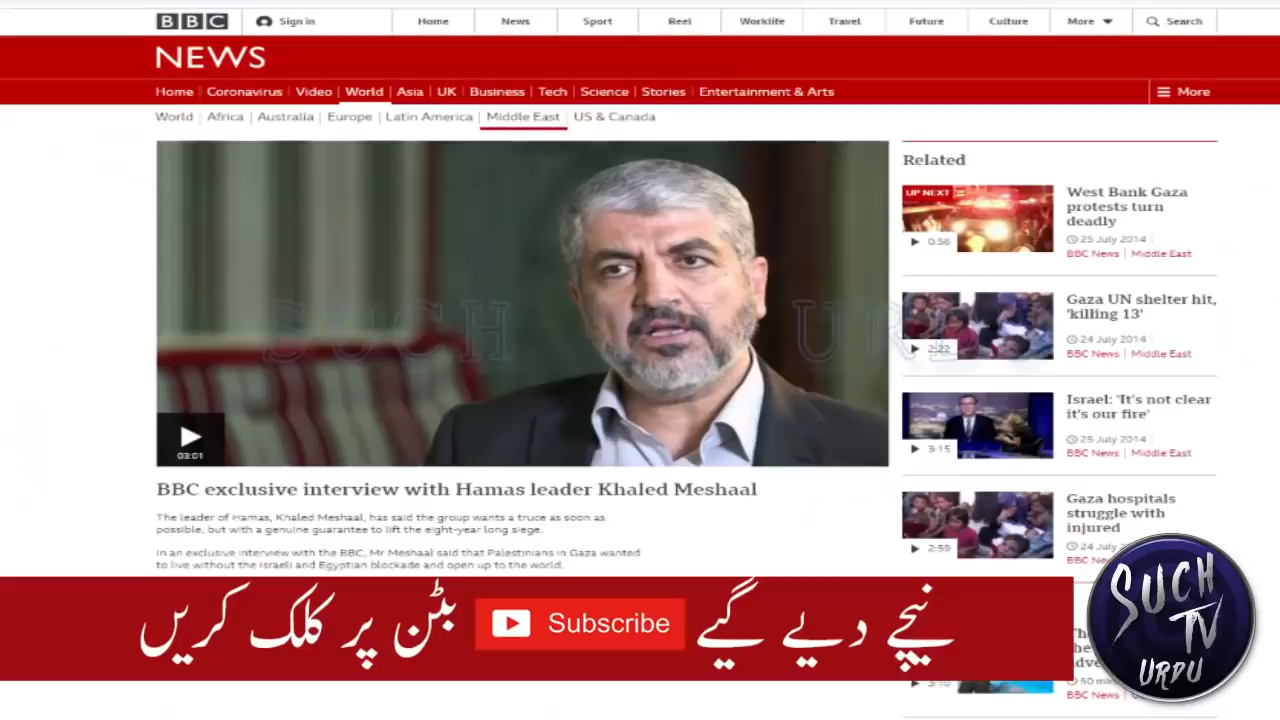 BBC Sign in Home News Sport Reel Worklife Travel Future Culture More Search
NEWS
Home Coronavirus Video World Asia UK Business Tech Science Stories Entertainment & Arts More
World Africa Australia Europe Latin America Middle East US & Canada
SUCH
03:01
BBC exclusive interview with Hamas leader Khaled Meshaal
The leader of Hamas, Khaled Meshaal, has said the group wants a truce as soon as
possible, but with a genuine guarantee to lift the eight-year long siege.
In an exclusive interview with the BBC, Mr Meshaal said that Palestinians in Gaza wanted
to live without the Israeli and Egyptian blockade and open up to the world.
Related
UP NEXT
0:56
West Bank Gaza
protests turn
deadly
25 July 2014
BBC News Middle East
2:22
Gaza UN shelter hit,
'killing 13'
24 July 2014
BBC News Middle East
3:15
Israel: 'It's not clear
it's our fire'
25 July 2014
BBC News Middle East
2:59
Gaza hospitals
struggle with
injured
24 July
BBC
50
BBC News
نیچے دیے گیے Subscribe بٹن پر کلک کریں
SUCH
TV
URDU